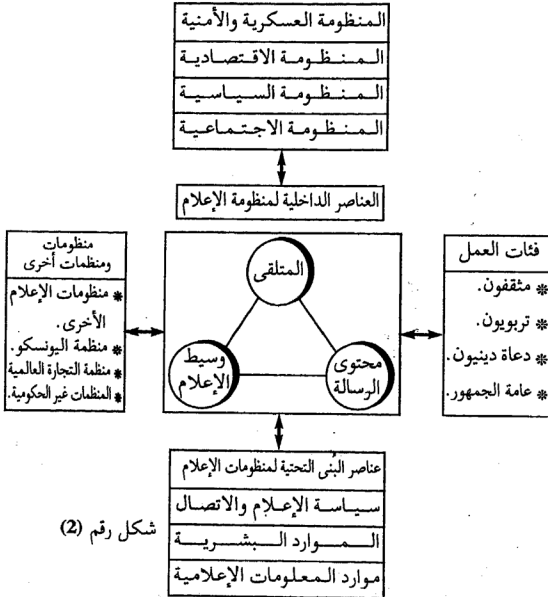 المنظومة العسكرية والأمنية
المنظومة الاقتصادية
المنظومة السياسية
المنظومة الاجتماعية
العناصر الداخلية لمنظومة الإعلام
فئات العمل
* مثقفون.
* تربويون.
* دعاة دينيون.
* عامة الجمهور.
المتلقى
محتوى
الرسالة
وسيط
الإعلام
منظومات
ومنظمات أخرى
* منظومات الإعلام
الأخرى.
* منظمة اليونسكو.
* منظمة التجارة العالمية
* المنظمات غير الحكومية.
عناصر البُنى التحتية لمنظومات الإعلام
سياسة الإعلام والاتصال
الموارد البشرية
موارد المعلومات الإعلامية
شكل رقم (2)